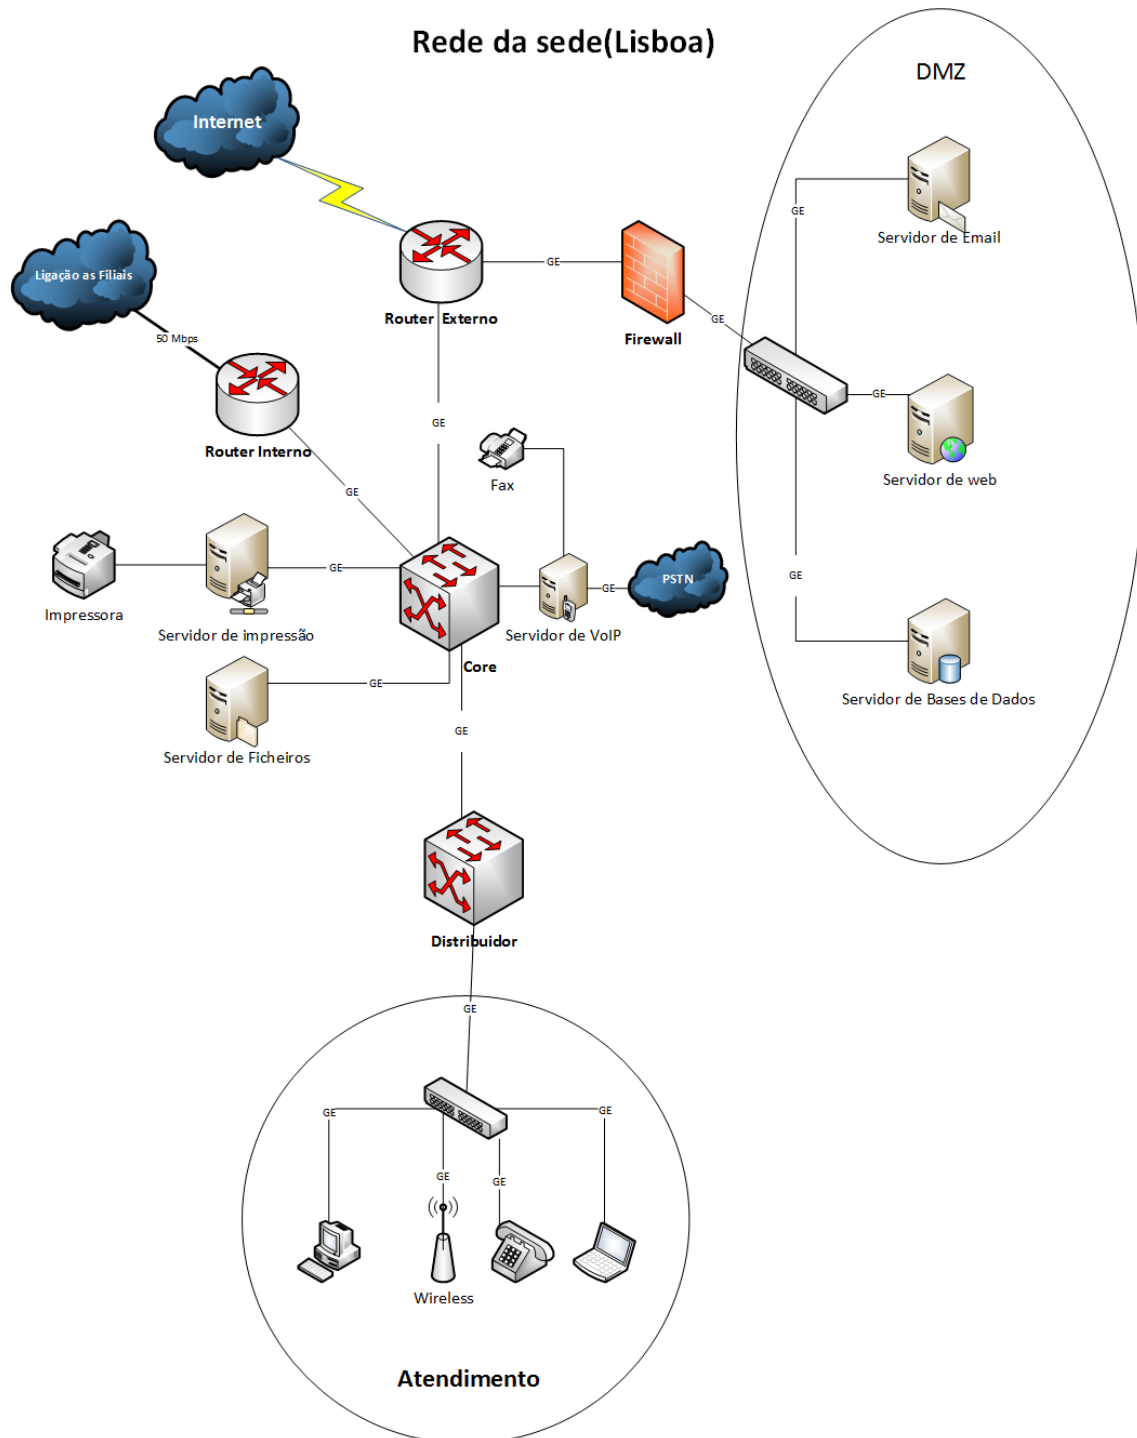 Rede da sede(Lisboa)
DMZ
Internet
GE
Servidor de Email
Ligação as Filiais
GE
Router Externo
Firewall
GE
50 Mbps
GE
Servidor de web
Router Interno
GE
Fax
GE
Impressora
GE
Servidor de impressão
Servidor de VoIP
GE
PSTN
GE
Core
GE
Servidor de Ficheiros
Servidor de Bases de Dados
GE
Distribuidor
GE
GE
GE
GE
GE
Wireless
Atendimento